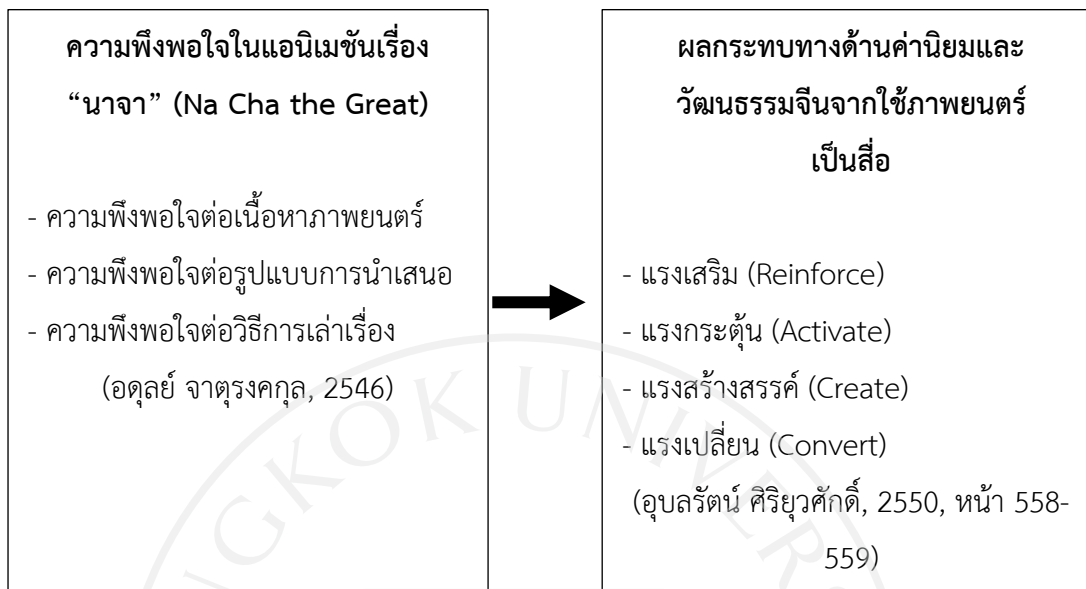 ความพึงพอใจในแอนิเมชันเรื่อง
“นาจา” (Na Cha the Great)
- ความพึงพอใจต่อเนื้อหาภาพยนตร์
- ความพึงพอใจต่อรูปแบบการนำเสนอ
- ความพึงพอใจต่อวิธีการเล่าเรื่อง
(อดุลย์ จาตุรงคกุล, 2546)
ผลกระทบทางด้านค่านิยมและ
วัฒนธรรมจีนจากใช้ภาพยนตร์
เป็นสื่อ
- แรงเสริม (Reinforce)
- แรงกระตุ้น (Activate)
- แรงสร้างสรรค์ (Create)
- แรงเปลี่ยน (Convert)
(อุบลรัตน์ ศิริยุวศักดิ์, 2550, หน้า 558-
559)
NGKOK UNIVER